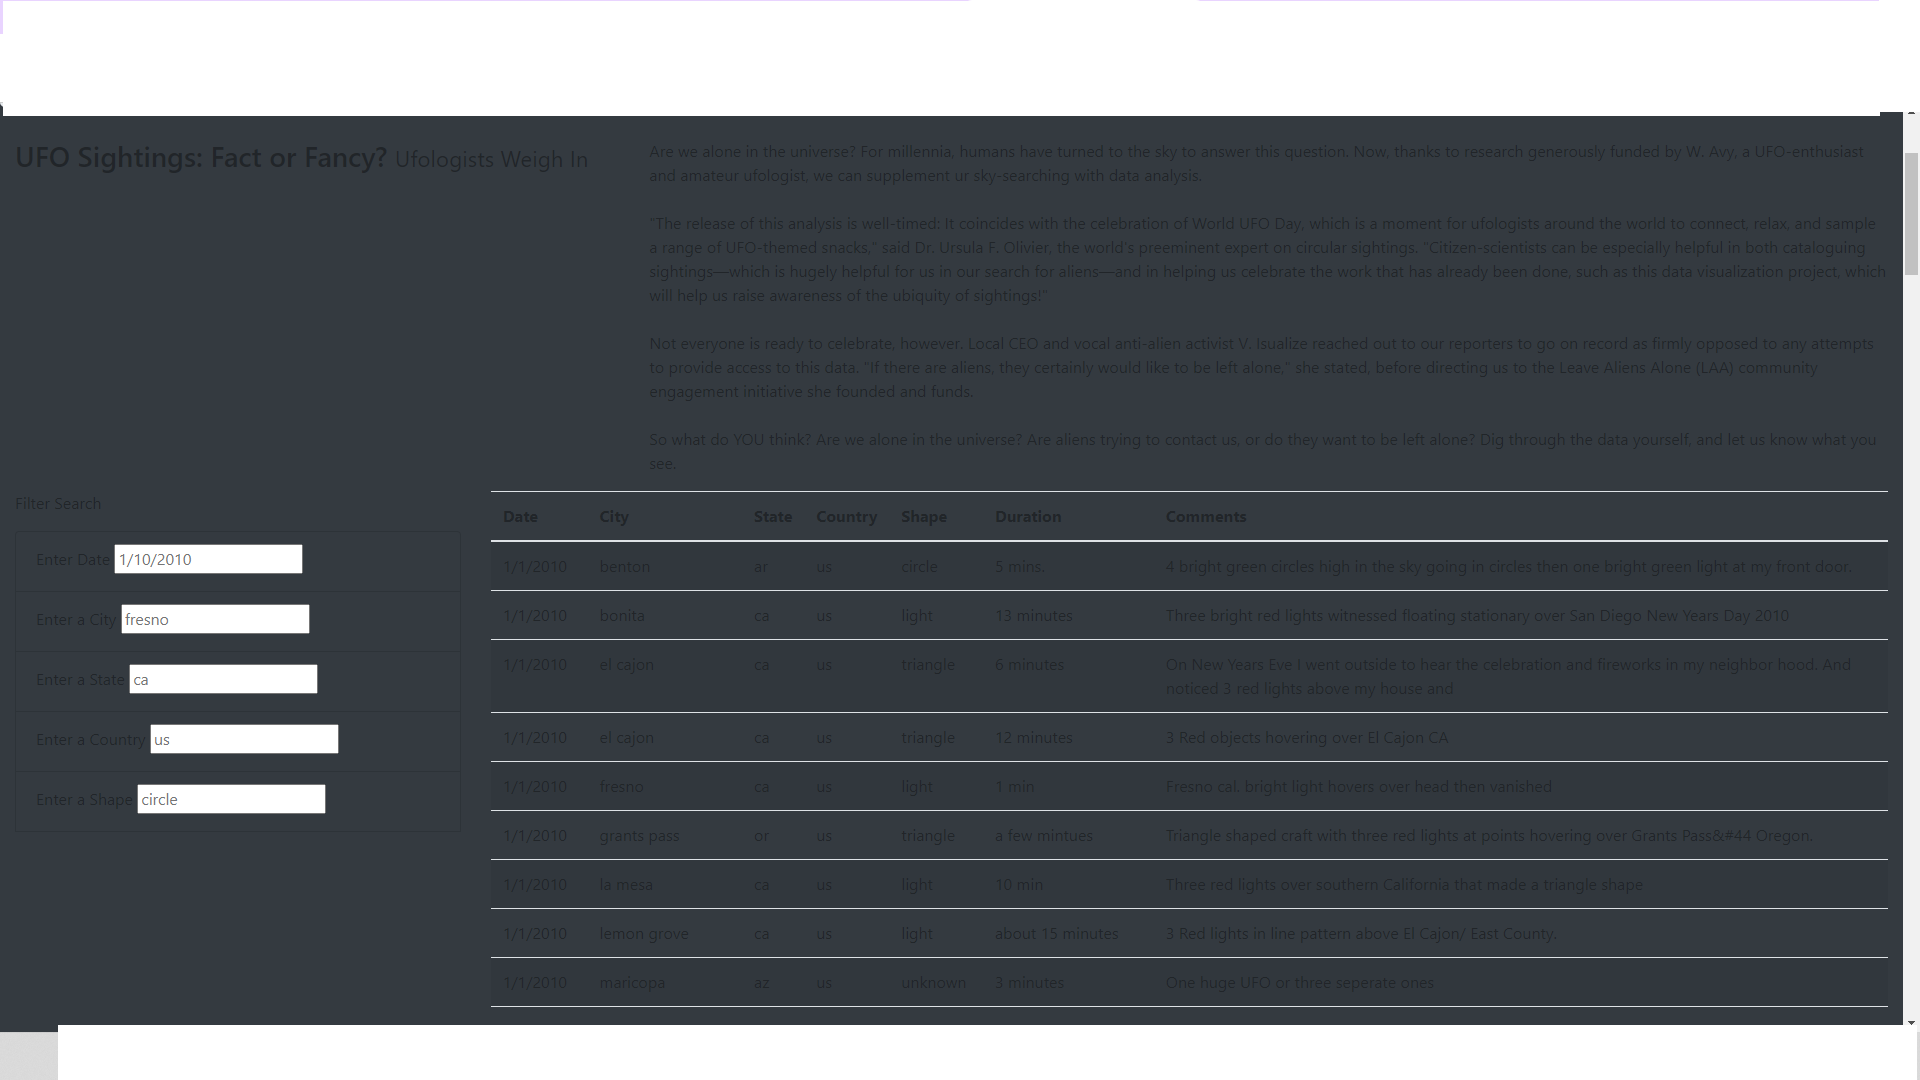 UFO Sightings: Fact or Fancy? Ufologists Weigh In
Are we alone in the universe? For millennia, humans have turned to the sky to answer this question. Now, thanks to research generously funded by W. Avy, a UFO-enthusiast
and amateur ufologist, we can supplement ur sky-searching with data analysis.
"The release of this analysis is well-timed: It coincides with the celebration of World UFO Day, which is a moment for ufologists around the world to connect, relax, and sample
a range of UFO-themed snacks," said Dr. Ursula F. Olivier, the world's preeminent expert on circular sightings. "Citizen-scientists can be especially helpful in both cataloguing
sightings—which is hugely helpful for us in our search for aliens—and in helping us celebrate the work that has already been done, such as this data visualization project, which
will help us raise awareness of the ubiquity of sightings!"
Not everyone is ready to celebrate, however. Local CEO and vocal anti-alien activist V. Isualize reached out to our reporters to go on record as firmly opposed to any attempts
to provide access to this data. "If there are aliens, they certainly would like to be left alone," she stated, before directing us to the Leave Aliens Alone (LAA) community
engagement initiative she founded and funds.
So what do YOU think? Are we alone in the universe? Are aliens trying to contact us, or do they want to be left alone? Dig through the data yourself, and let us know what you
see.
Filter Search
Enter Date 1/10/2010
Enter a City fresno
Enter a State ca
Enter a Country us
Enter a Shape circle
Date City State Country Shape Duration Comments
1/1/2010 benton ar us circle 5 mins. 4 bright green circles high in the sky going in circles then one bright green light at my front door.
1/1/2010 bonita ca us light 13 minutes Three bright red lights witnessed floating stationary over San Diego New Years Day 2010
1/1/2010 el cajon ca us triangle 6 minutes On New Years Eve I went outside to hear the celebration and fireworks in my neighbor hood. And
noticed 3 red lights above my house and
1/1/2010 el cajon ca us triangle 12 minutes 3 Red objects hovering over El Cajon CA
1/1/2010 fresno ca us light 1 min Fresno cal. bright light hovers over head then vanished
1/1/2010 grants pass or us triangle a few mintues Triangle shaped craft with three red lights at points hovering over Grants Pass&#44 Oregon.
1/1/2010 la mesa ca us light 10 min Three red lights over southern California that made a triangle shape
1/1/2010 lemon grove ca us light about 15 minutes 3 Red lights in line pattern above El Cajon/ East County.
1/1/2010 maricopa az us unknown 3 minutes One huge UFO or three seperate ones